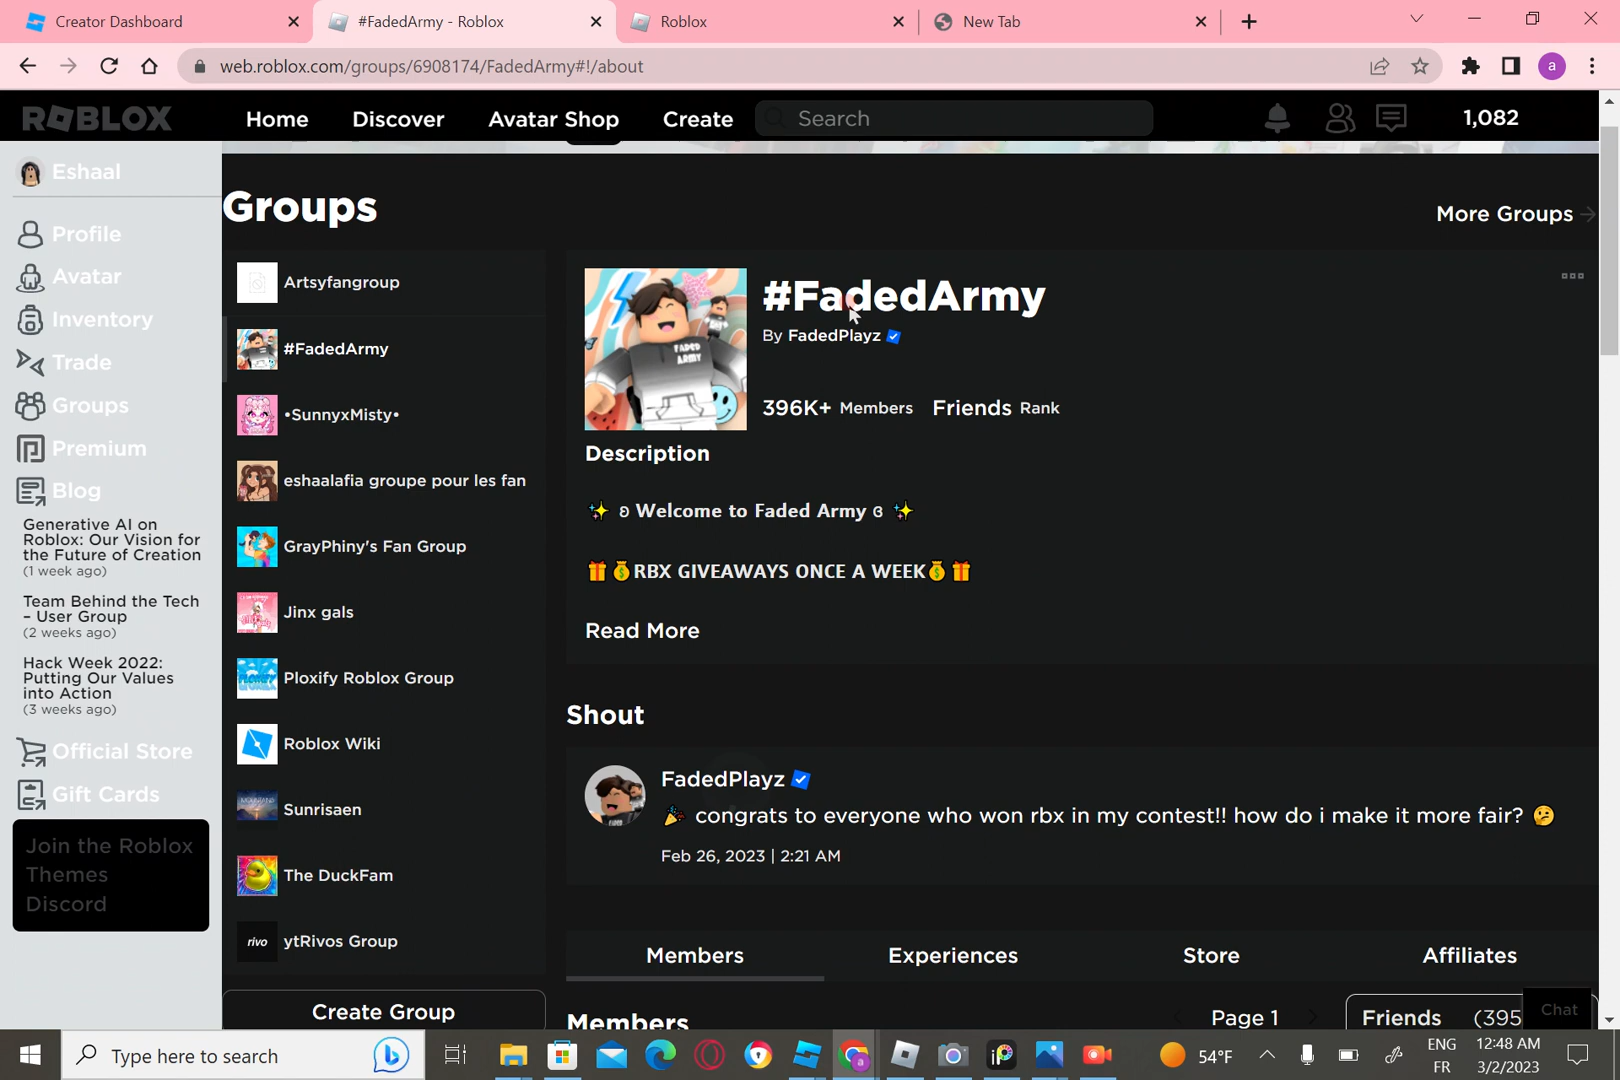 Creator Dashboard
#FadedArmy - Roblox
Roblox
New Tab
web.roblox.com/groups/6908174/FadedArmy#!/about
a
ROBLOX
Home
Discover
Avatar Shop
Create
Search
1,082
Eshaal
Profile
Avatar
Inventory
Trade
Groups
Premium
Blog
Generative AI on
Roblox: Our Vision for
the Future of Creation
(1 week ago)
Team Behind the Tech
– User Group
(2 weeks ago)
Hack Week 2022:
Putting Our Values
into Action
(3 weeks ago)
Official Store
Gift Cards
Join the Roblox
Themes
Discord
Groups
More Groups
Artsyfangroup
#FadedArmy
•SunnyxMisty•
eshaalafia groupe pour les fan
GrayPhiny's Fan Group
Jinx gals
Ploxify Roblox Group
Roblox Wiki
Sunrisaen
The DuckFam
rivo
ytRivos Group
Create Group
FADED
ARMY
#FadedArmy
By FadedPlayz
396K+ Members
Friends Rank
Description
✨ ʚ Welcome to Faded Army ɞ ✨
🎁💰RBX GIVEAWAYS ONCE A WEEK💰🎁
Read More
Shout
FadedPlayz
🎉 congrats to everyone who won rbx in my contest!! how do i make it more fair? 🤔
Feb 26, 2023 | 2:21 AM
Members
Experiences
Store
Affiliates
Members
Page 1
Friends (395
Chat
Type here to search
54°F
ENG
FR
12:48 AM
3/2/2023